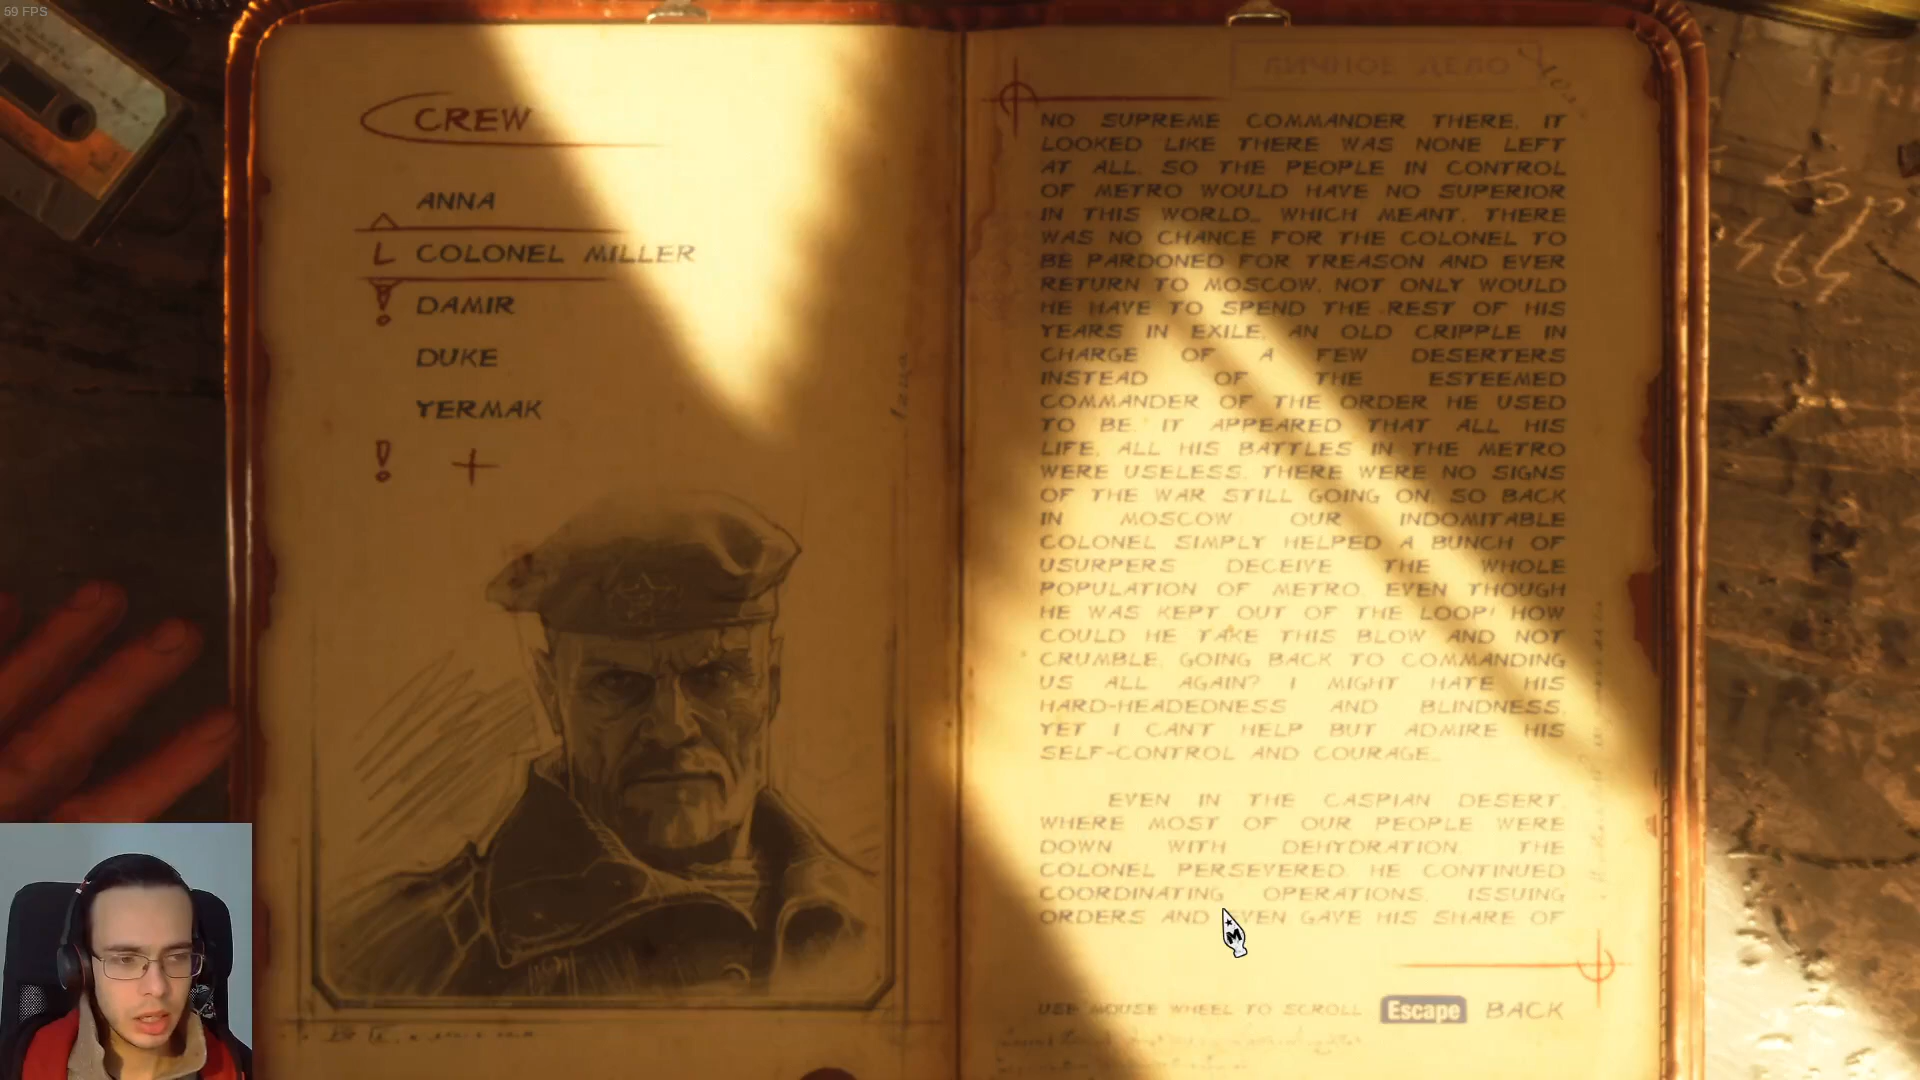 59 FPS
CREW
ANNA
L COLONEL MILLER
! DAMIR
DUKE
YERMAK
! +
ЛИЧНОЕ ДЕЛО
NO SUPREME COMMANDER THERE, IT
LOOKED LIKE THERE WAS NONE LEFT
AT ALL. SO THE PEOPLE IN CONTROL
OF METRO WOULD HAVE NO SUPERIOR
IN THIS WORLD... WHICH MEANT, THERE
WAS NO CHANCE FOR THE COLONEL TO
BE PARDONED FOR TREASON AND EVER
RETURN TO MOSCOW. NOT ONLY WOULD
HE HAVE TO SPEND THE REST OF HIS
YEARS IN EXILE, AN OLD CRIPPLE IN
CHARGE OF A FEW DESERTERS
INSTEAD OF THE ESTEEMED
COMMANDER OF THE ORDER HE USED
TO BE. IT APPEARED THAT ALL HIS
LIFE, ALL HIS BATTLES IN THE METRO
WERE USELESS. THERE WERE NO SIGNS
OF THE WAR STILL GOING ON, SO BACK
IN MOSCOW OUR INDOMITABLE
COLONEL SIMPLY HELPED A BUNCH OF
USURPERS DECEIVE THE WHOLE
POPULATION OF METRO. EVEN THOUGH
HE WAS KEPT OUT OF THE LOOP! HOW
COULD HE TAKE THIS BLOW AND NOT
CRUMBLE, GOING BACK TO COMMANDING
US ALL AGAIN? I MIGHT HATE HIS
HARD-HEADEDNESS AND BLINDNESS,
YET I CAN'T HELP BUT ADMIRE HIS
SELF-CONTROL AND COURAGE...
EVEN IN THE CASPIAN DESERT,
WHERE MOST OF OUR PEOPLE WERE
DOWN WITH DEHYDRATION, THE
COLONEL PERSEVERED. HE CONTINUED
COORDINATING OPERATIONS, ISSUING
ORDERS AND EVEN GAVE HIS SHARE OF
USE MOUSE WHEEL TO SCROLL Escape BACK